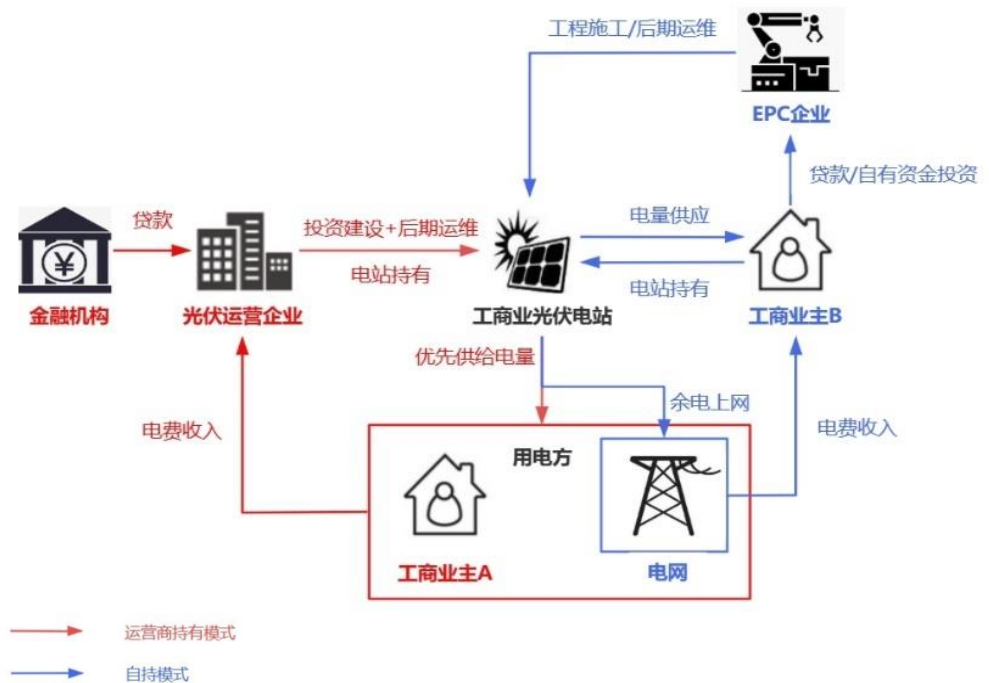 工程施工/后期运维
EPC企业
贷款/自有资金投资
贷款
投资建设+后期运维
电量供应
电站持有
电站持有
金融机构
光伏运营企业
工商业光伏电站
工商业主B
优先供给电量
余电上网
电费收入
电费收入
用电方
工商业主A
电网
运营商持有模式
自持模式